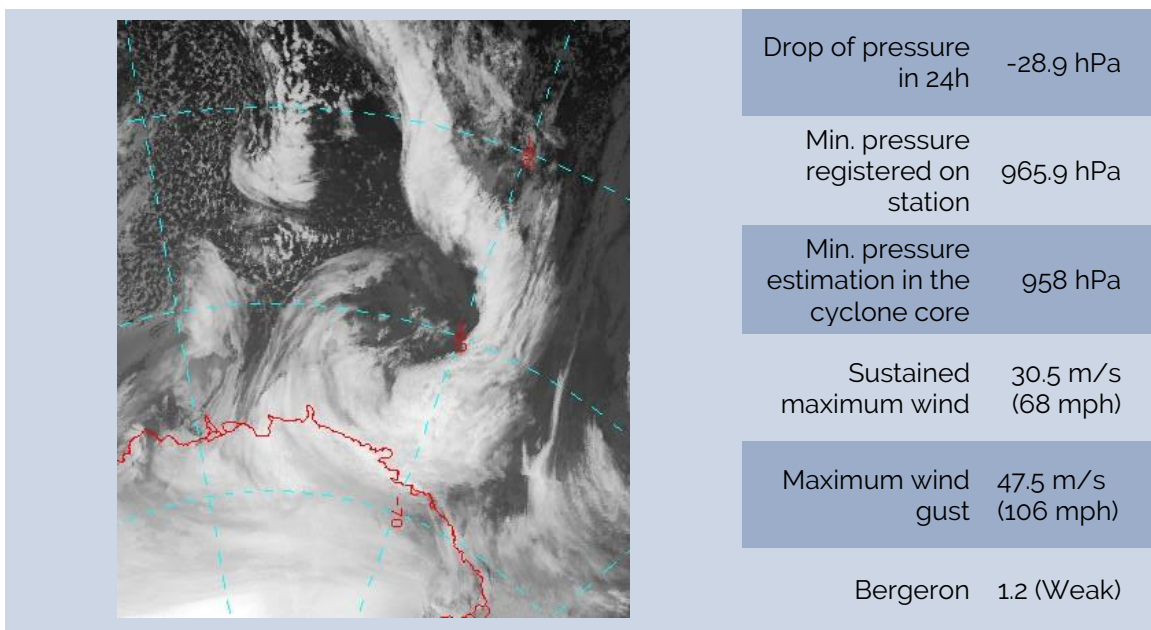 Drop of pressure
in 24h
-28.9 hPa
Min. pressure
registered on
station
965.9 hPa
Min. pressure
estimation in the
cyclone core
958 hPa
Sustained
maximum wind
30.5 m/s
(68 mph)
Maximum wind
gust
47.5 m/s
(106 mph)
Bergeron
1.2 (Weak)
-70